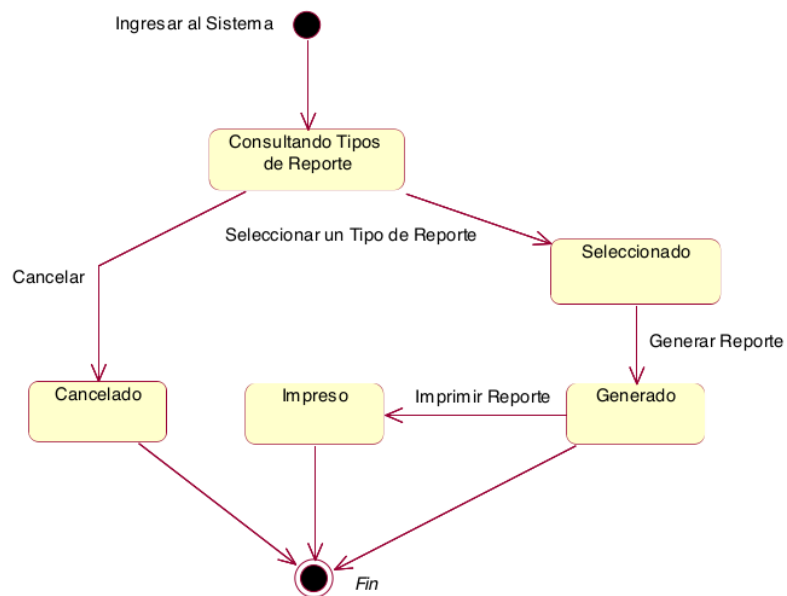 Ingresar al Sistema
Consultando Tipos
de Reporte
Seleccionar un Tipo de Reporte
Seleccionado
Cancelar
Generar Reporte
Cancelado
Impreso
Imprimir Reporte
Generado
Fin